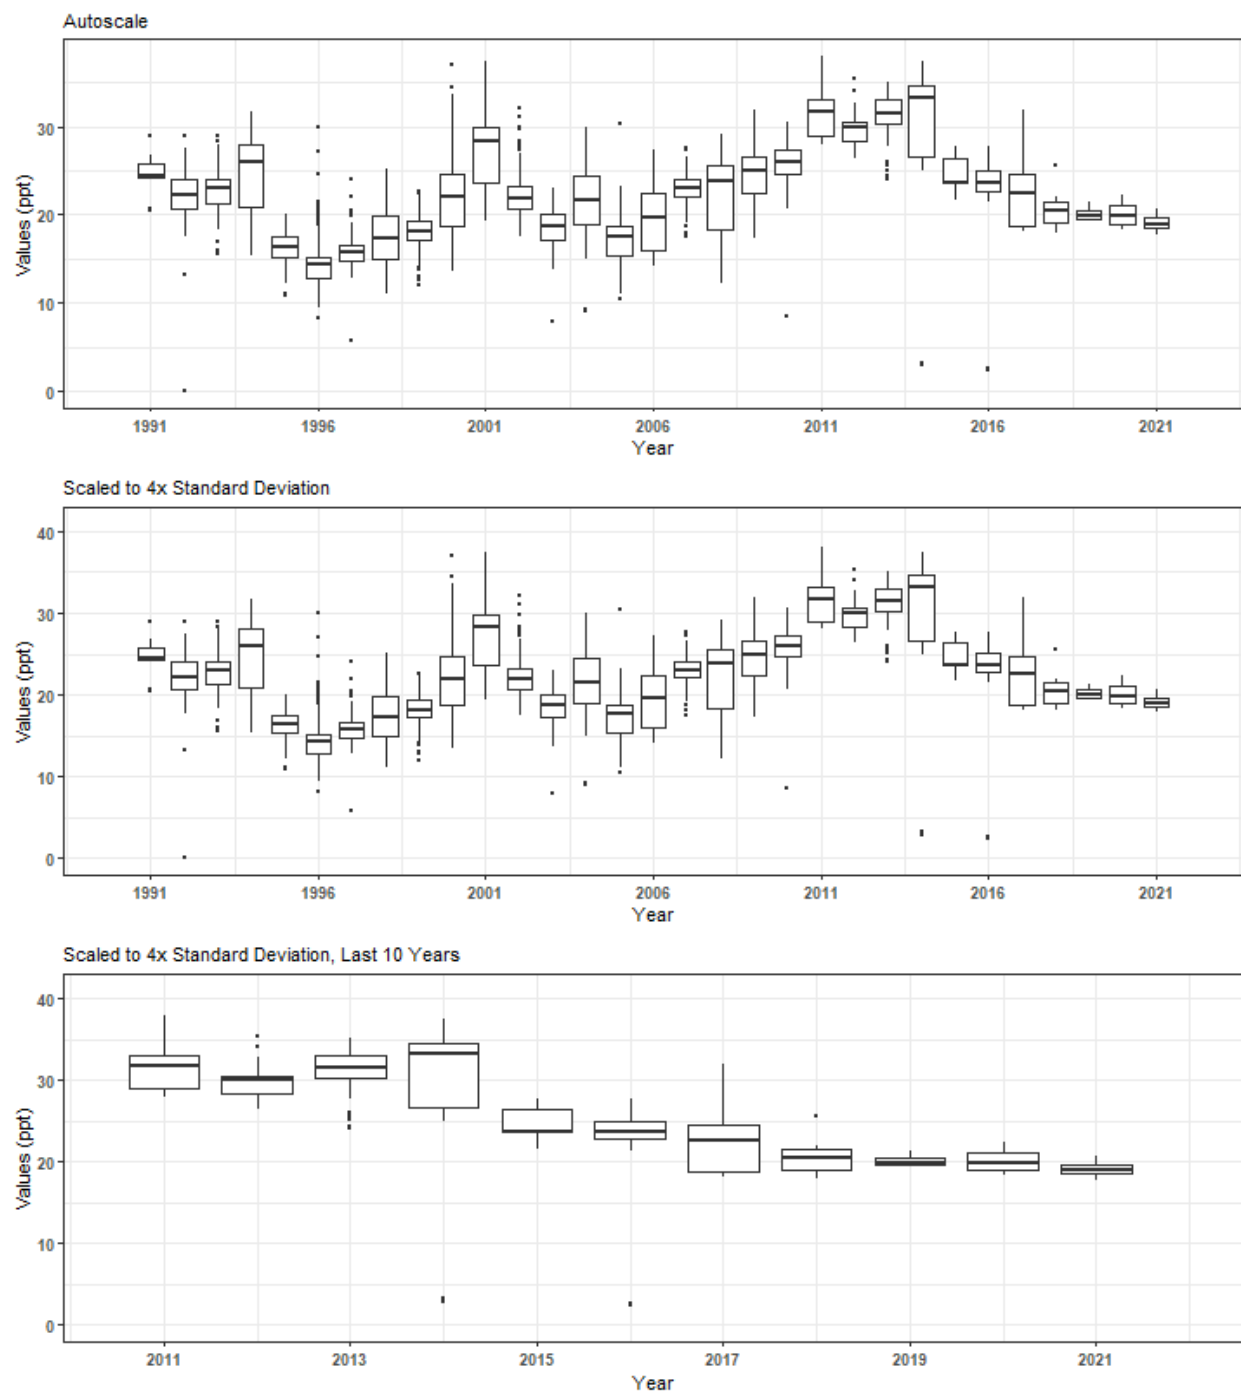 Autoscale
Values (ppt)
30
20
10
0
1991 1996 2001 2006 2011 2016 2021
Year
Scaled to 4x Standard Deviation
Values (ppt)
40
30
20
10
0
1991 1996 2001 2006 2011 2016 2021
Year
Scaled to 4x Standard Deviation, Last 10 Years
Values (ppt)
40
30
20
10
0
2011 2013 2015 2017 2019 2021
Year